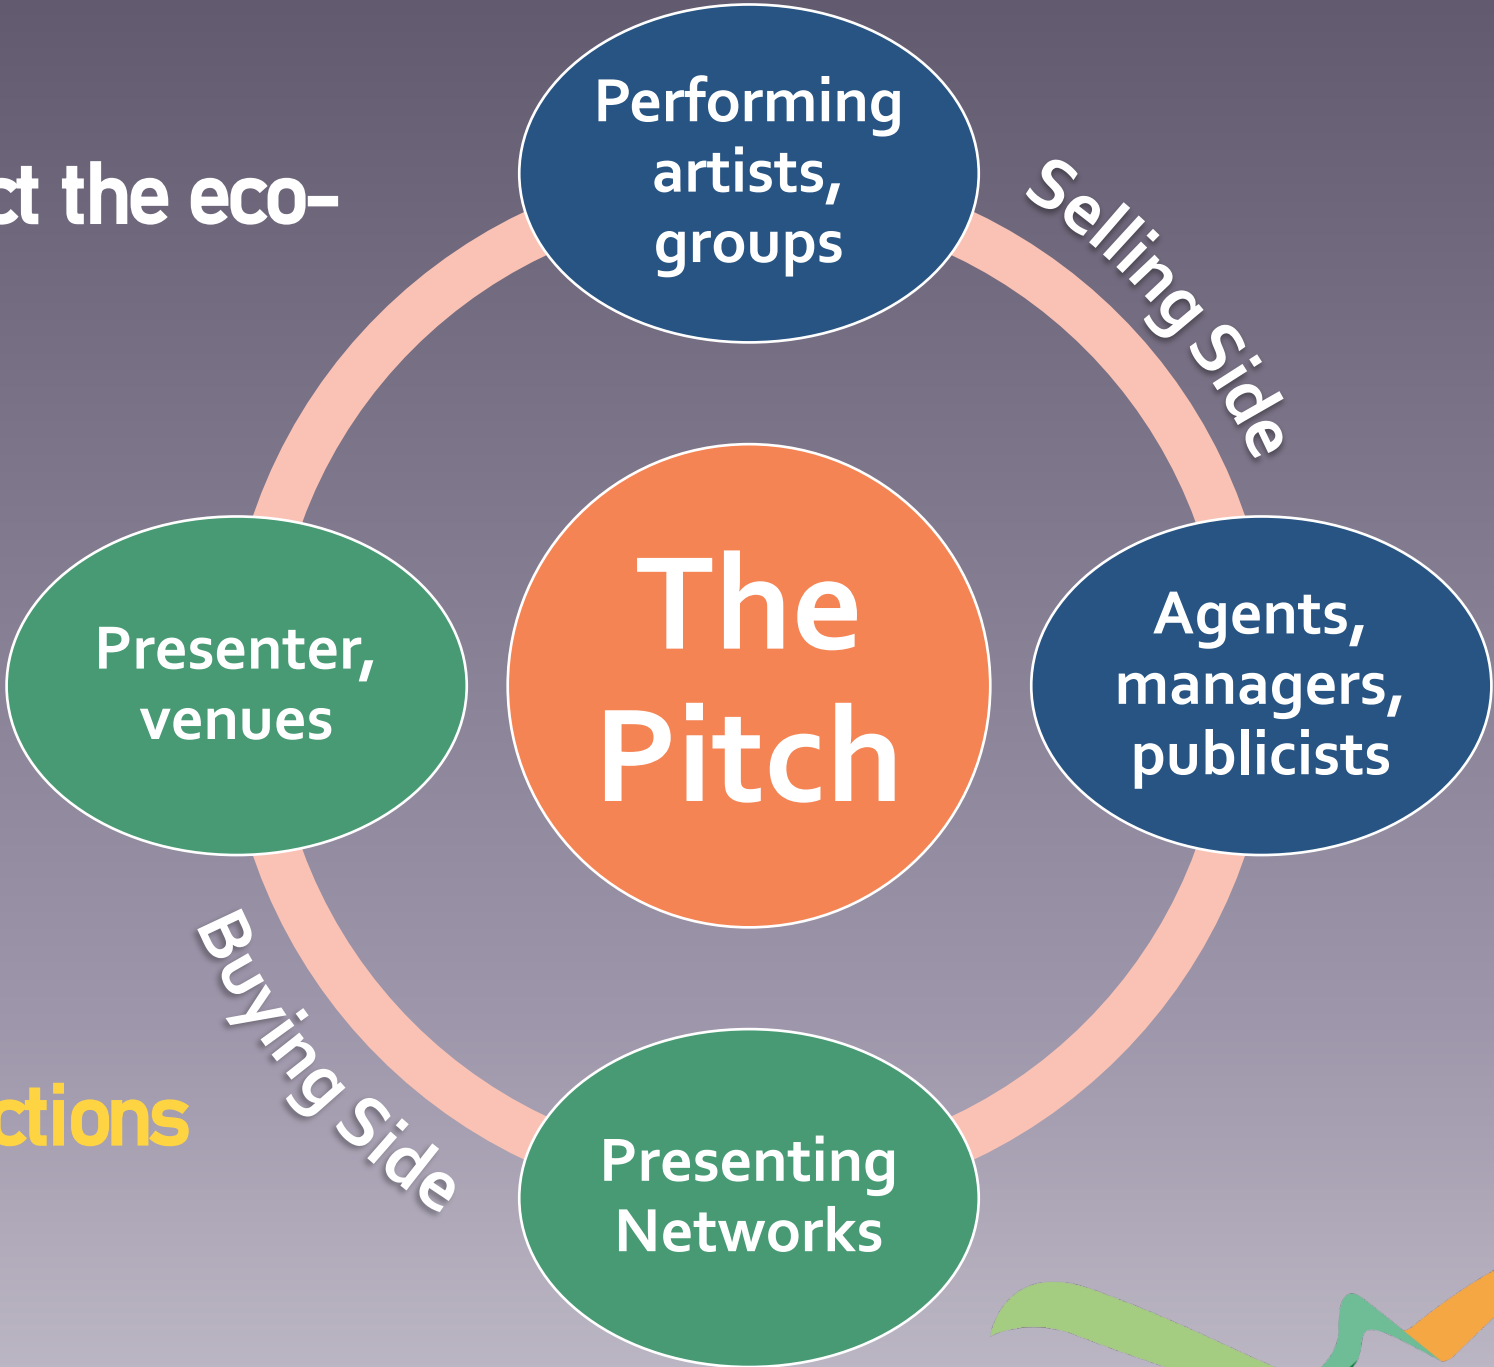 Performing
artists,
groups
ct the eco-
Selling Side
The
Pitch
Presenter,
venues
Agents,
managers,
publicists
Buying Side
ctions
Presenting
Networks